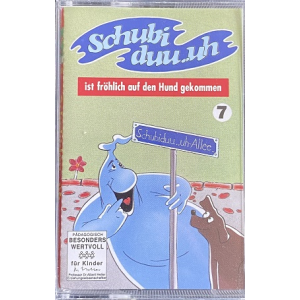 Schubi
duu..uh
ist fröhlich auf den Hund gekommen
7
Schubiduu..uh-Allee
PÄDAGOGISCH
BESONDERS
WERTVOLL
für Kinder